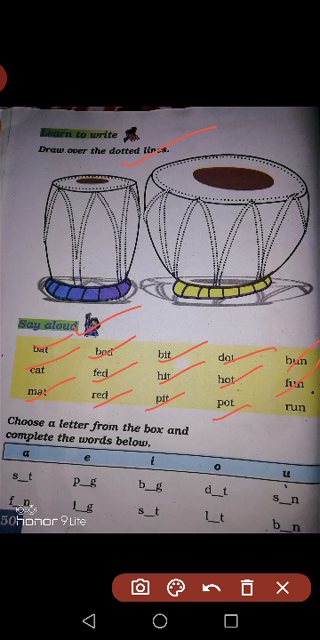 Learn to write
Draw over the dotted lines.
Say aloud
bat bed bit dot bun
cat fed hit hot fun
mat red pit pot run
Choose a letter from the box and
complete the words below.
a e i o u
s_t p_g b_g d_t s_n
f_n l_g s_t l_t b_n
50
honor 9 Lite